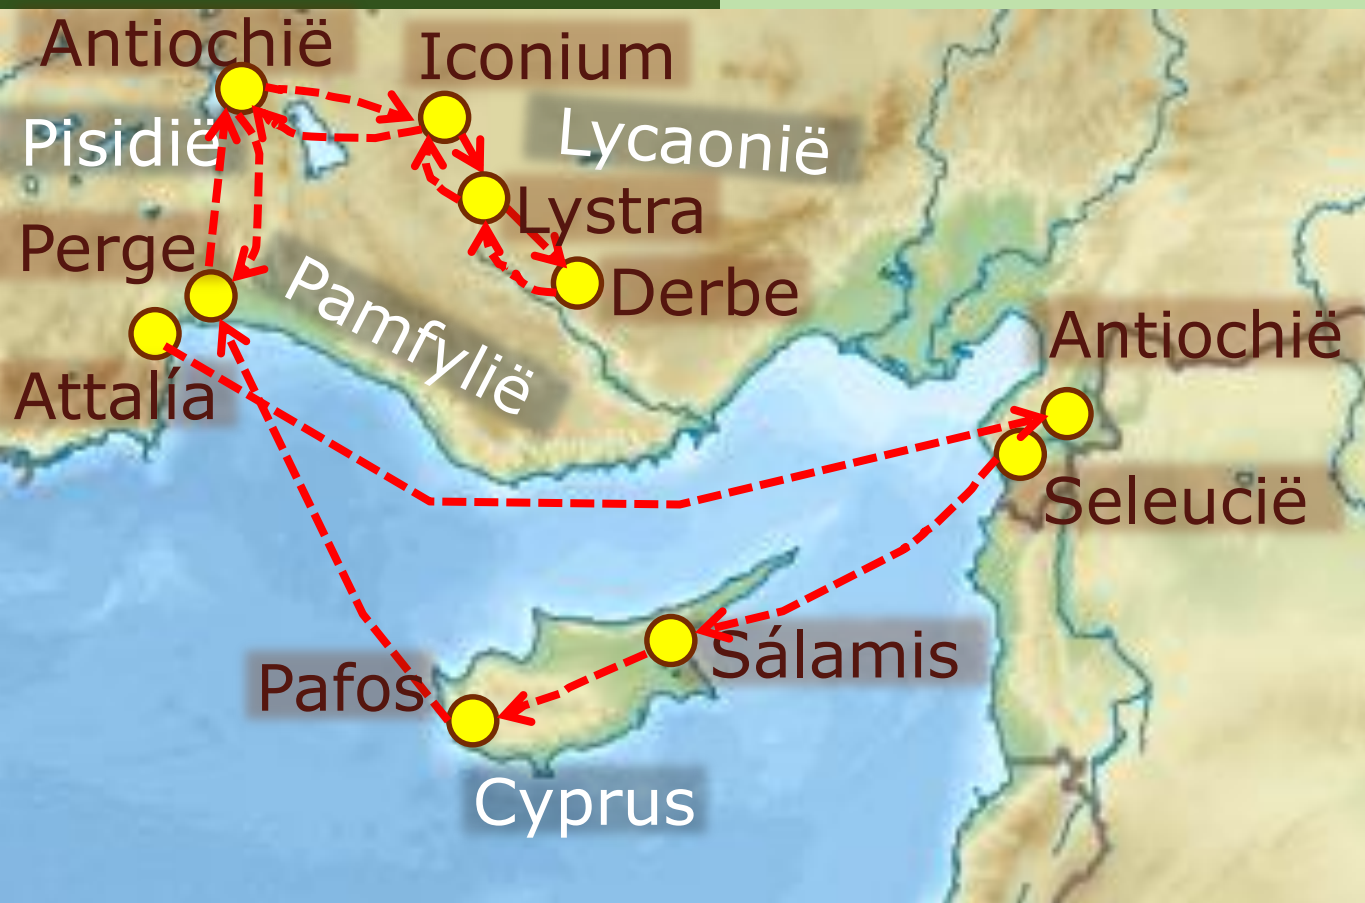 Antiochië
Iconium
Pisidië
Lycaonië
Lystra
Perge
Derbe
Pamfylië
Antiochië
Attalía
Seleucië
Sálamis
Pafos
Cyprus